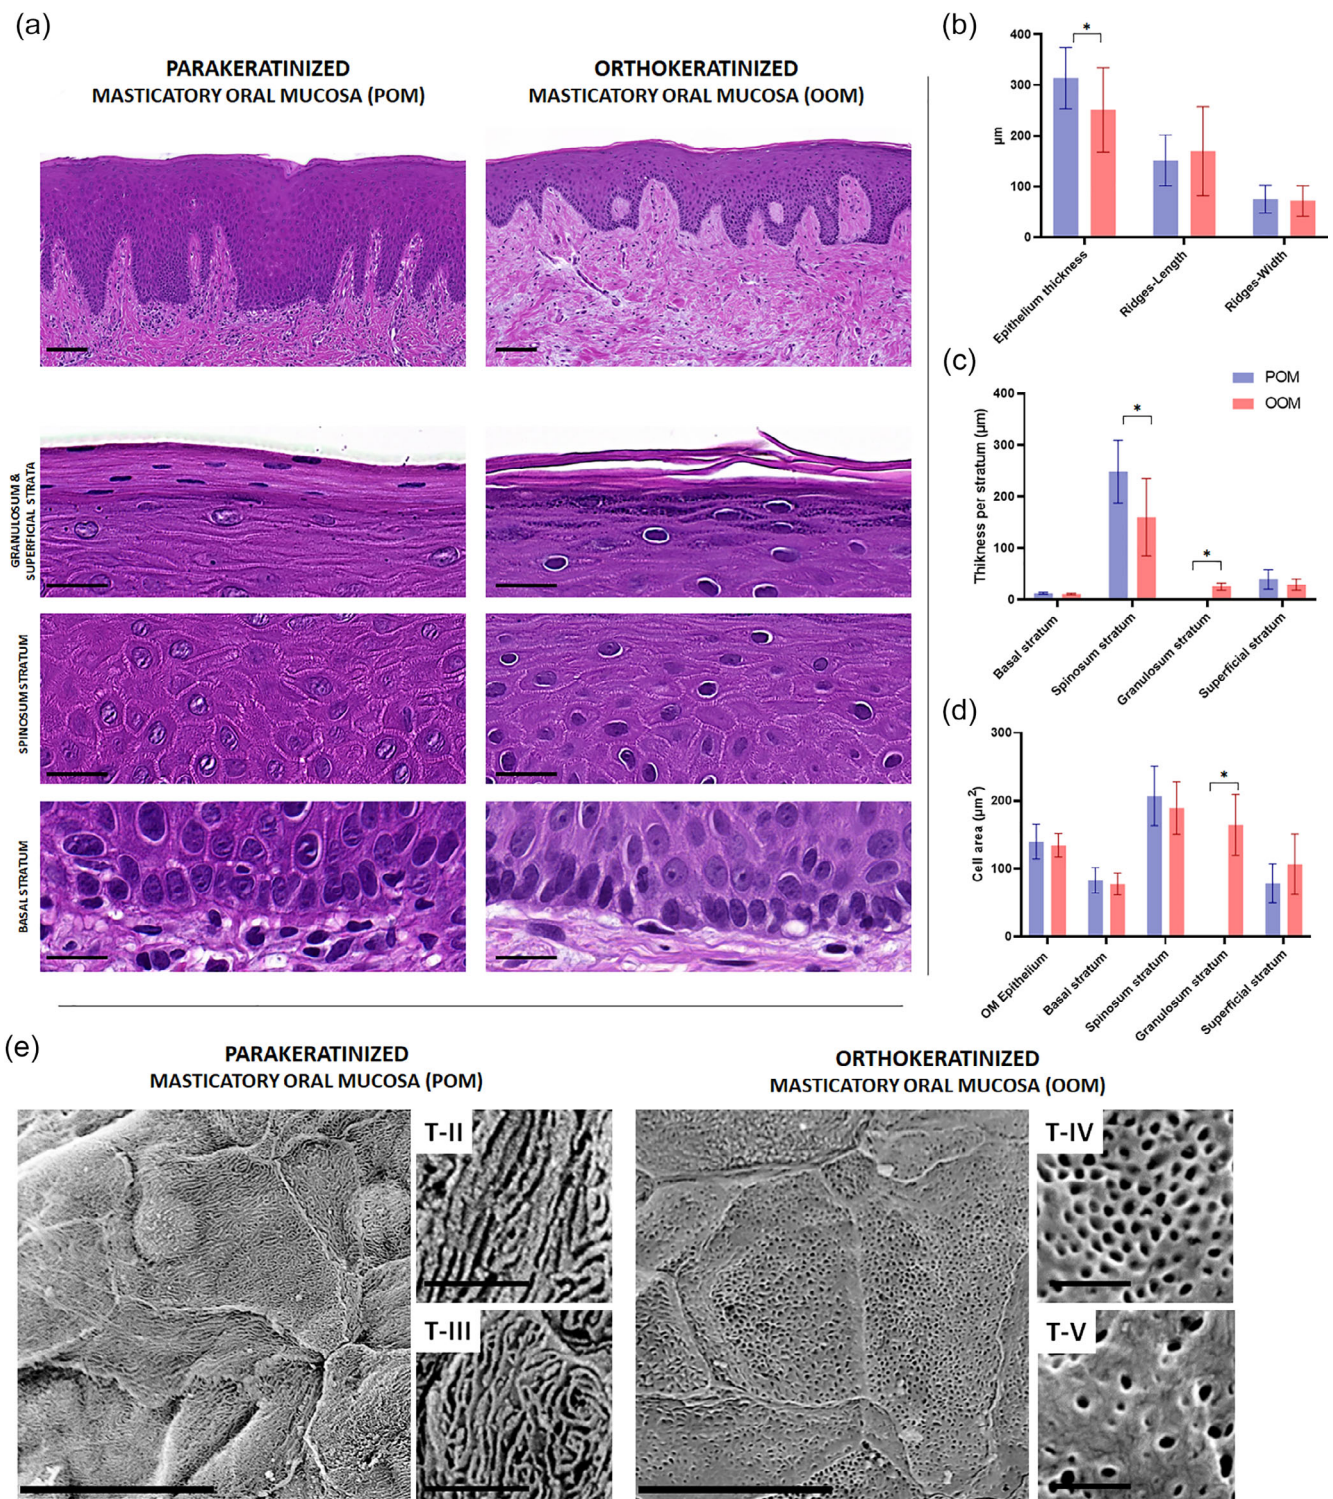 (a)
PARAKERATINIZED
MASTICATORY ORAL MUCOSA (POM)
ORTHOKERATINIZED
MASTICATORY ORAL MUCOSA (OOM)
GRANULOSUM &
SUPERFICIAL STRATA
SPINOSUM STRATUM
BASAL STRATUM
(b)
400
300
200
100
0
µm
*
Epithelium thickness
Ridges-Length
Ridges-Width
(c)
400
300
200
100
0
Thikness per stratum (µm)
*
*
POM
OOM
Basal stratum
Spinosum stratum
Granulosum stratum
Superficial stratum
(d)
300
200
100
0
Cell area (µm²)
*
OM Epithelium
Basal stratum
Spinosum stratum
Granulosum stratum
Superficial stratum
(e)
PARAKERATINIZED
MASTICATORY ORAL MUCOSA (POM)
ORTHOKERATINIZED
MASTICATORY ORAL MUCOSA (OOM)
T-II
T-III
T-IV
T-V